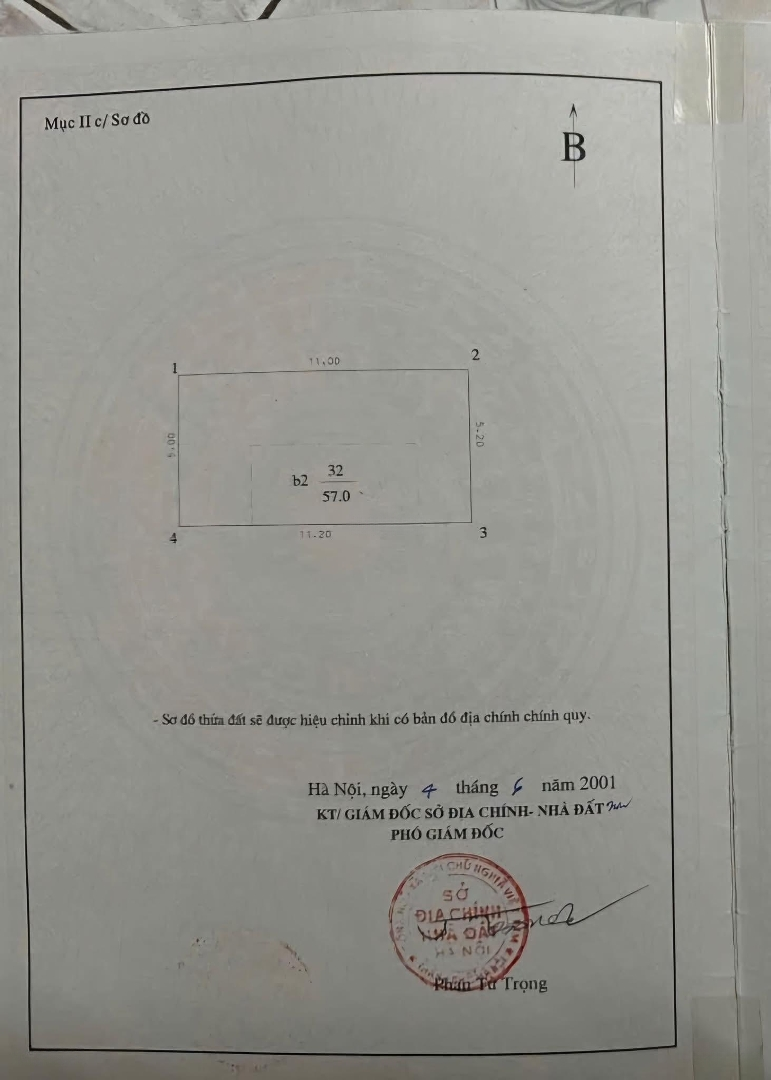 Mục II c/ Sơ đồ
B
1
11.00
2
5.20
b2
32
57.0
4
11.20
3
- Sơ đồ thửa đất sẽ được hiệu chỉnh khi có bản đồ địa chính chính quy.
Hà Nội, ngày 4 tháng 6 năm 2001
KT/ GIÁM ĐỐC SỞ ĐỊA CHÍNH- NHÀ ĐẤT
PHÓ GIÁM ĐỐC
SỞ
ĐỊA CHÍNH
NHÀ ĐẤT
HÀ NỘI
Phan Tử Trọng